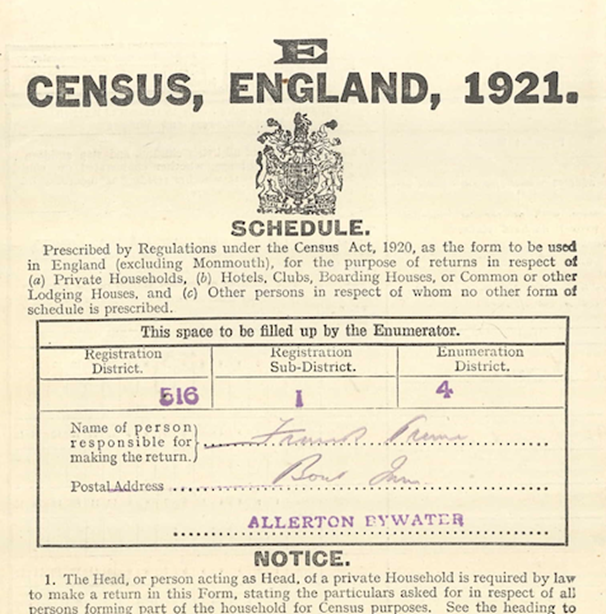 E
CENSUS, ENGLAND, 1921.
SCHEDULE.
Prescribed by Regulations under the Census Act, 1920, as the form to be used
in England (excluding Monmouth), for the purpose of returns in respect of
(a) Private Households, (b) Hotels, Clubs, Boarding Houses, or Common or other
Lodging Houses, and (c) Other persons in respect of whom no other form of
schedule is prescribed.
This space to be filled up by the Enumerator.
Registration District. Registration Sub-District. Enumeration District.
516 1 4
Name of person
responsible for
making the return. Frank
Postal Address Inn
ALLERTON BYWATER
NOTICE.
1. The Head, or person acting as Head, of a private Household is required by law
to make a return in this Form, stating the particulars asked for in respect of all
persons forming part of the household for Census purposes. See the heading to